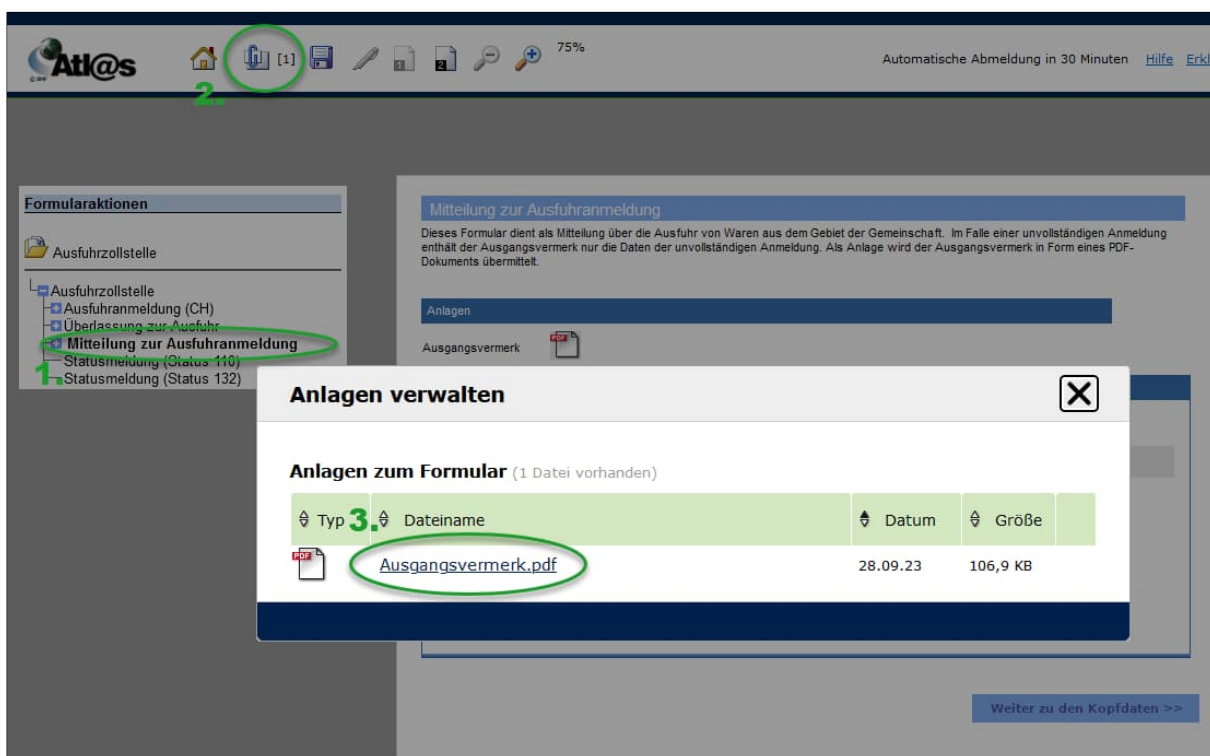 Atl@s
[1]
75%
Automatische Abmeldung in 30 Minuten Hilfe Erkl
2.
Formularaktionen
Ausfuhrzollstelle
Ausfuhrzollstelle
Ausfuhranmeldung (CH)
Überlassung zur Ausfuhr
Mitteilung zur Ausfuhranmeldung
Statusmeldung (Status 110)
1.
Statusmeldung (Status 132)
Mitteilung zur Ausfuhranmeldung
Dieses Formular dient als Mitteilung über die Ausfuhr von Waren aus dem Gebiet der Gemeinschaft. Im Falle einer unvollständigen Anmeldung
enthält der Ausgangsvermerk nur die Daten der unvollständigen Anmeldung. Als Anlage wird der Ausgangsvermerk in Form eines PDF-
Dokuments übermittelt.
Anlagen
Ausgangsvermerk PDF
Anlagen verwalten
Anlagen zum Formular (1 Datei vorhanden)
Typ 3. Dateiname Datum Größe
PDF Ausgangsvermerk.pdf 28.09.23 106,9 KB
Weiter zu den Kopfdaten >>